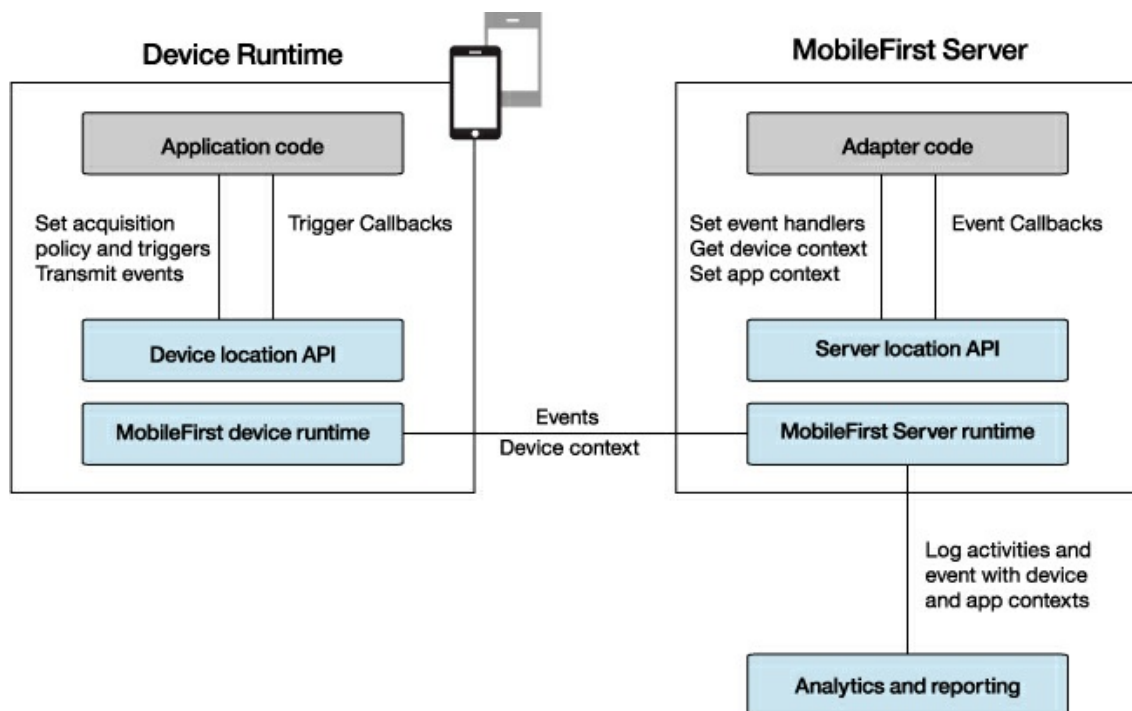 Device Runtime
MobileFirst Server
Application code
Adapter code
Set acquisition
policy and triggers
Transmit events
Trigger Callbacks
Set event handlers
Get device context
Set app context
Event Callbacks
Device location API
Server location API
MobileFirst device runtime
Events
Device context
MobileFirst Server runtime
Log activities and
event with device
and app contexts
Analytics and reporting